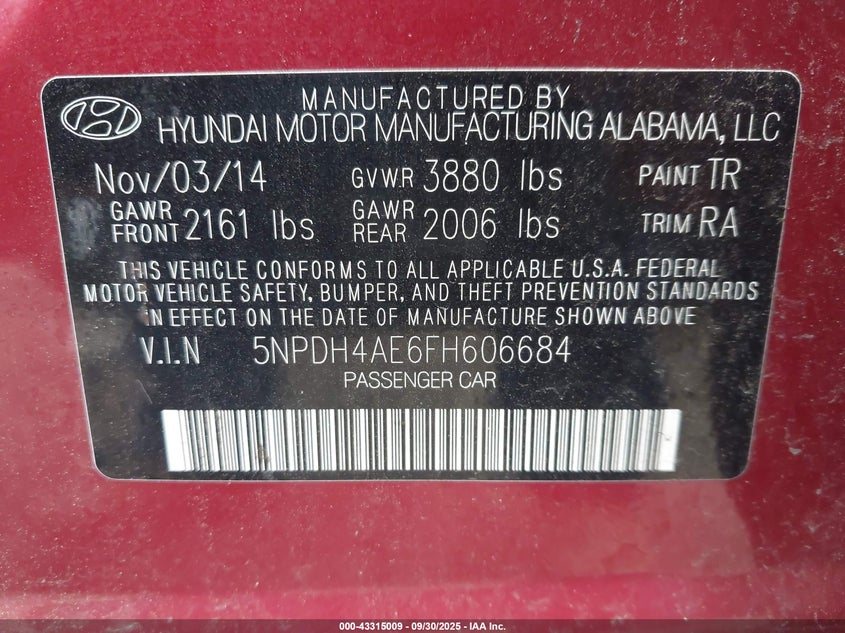 MANUFACTURED BY
HYUNDAI MOTOR MANUFACTURING ALABAMA, LLC
Nov/03/14 GVWR 3880 lbs PAINT TR
GAWR FRONT 2161 lbs GAWR REAR 2006 lbs TRIM RA
THIS VEHICLE CONFORMS TO ALL APPLICABLE U.S.A. FEDERAL
MOTOR VEHICLE SAFETY, BUMPER, AND THEFT PREVENTION STANDARDS
IN EFFECT ON THE DATE OF MANUFACTURE SHOWN ABOVE
V.I.N 5NPDH4AE6FH606684
PASSENGER CAR
000-43315009 - 09/30/2025 - IAA Inc.